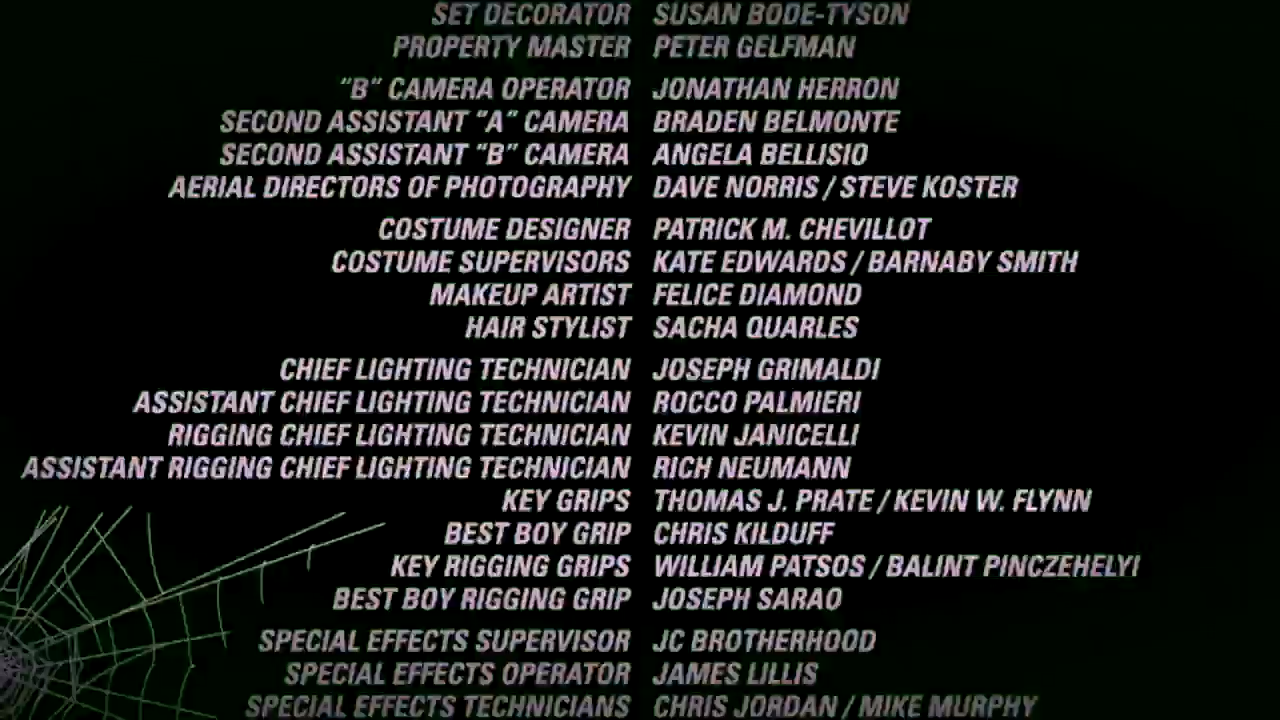 SET DECORATOR SUSAN BODE-TYSON
PROPERTY MASTER PETER GELFMAN
"B" CAMERA OPERATOR JONATHAN HERRON
SECOND ASSISTANT "A" CAMERA BRADEN BELMONTE
SECOND ASSISTANT "B" CAMERA ANGELA BELLISIO
AERIAL DIRECTORS OF PHOTOGRAPHY DAVE NORRIS / STEVE KOSTER
COSTUME DESIGNER PATRICK M. CHEVILLOT
COSTUME SUPERVISORS KATE EDWARDS / BARNABY SMITH
MAKEUP ARTIST FELICE DIAMOND
HAIR STYLIST SACHA QUARLES
CHIEF LIGHTING TECHNICIAN JOSEPH GRIMALDI
ASSISTANT CHIEF LIGHTING TECHNICIAN ROCCO PALMIERI
RIGGING CHIEF LIGHTING TECHNICIAN KEVIN JANICELLI
ASSISTANT RIGGING CHIEF LIGHTING TECHNICIAN RICH NEUMANN
KEY GRIPS THOMAS J. PRATE / KEVIN W. FLYNN
BEST BOY GRIP CHRIS KILDUFF
KEY RIGGING GRIPS WILLIAM PATSOS / BALINT PINCZEHELYI
BEST BOY RIGGING GRIP JOSEPH SARAO
SPECIAL EFFECTS SUPERVISOR JC BROTHERHOOD
SPECIAL EFFECTS OPERATOR JAMES LILLIS
SPECIAL EFFECTS TECHNICIANS CHRIS JORDAN / MIKE MURPHY